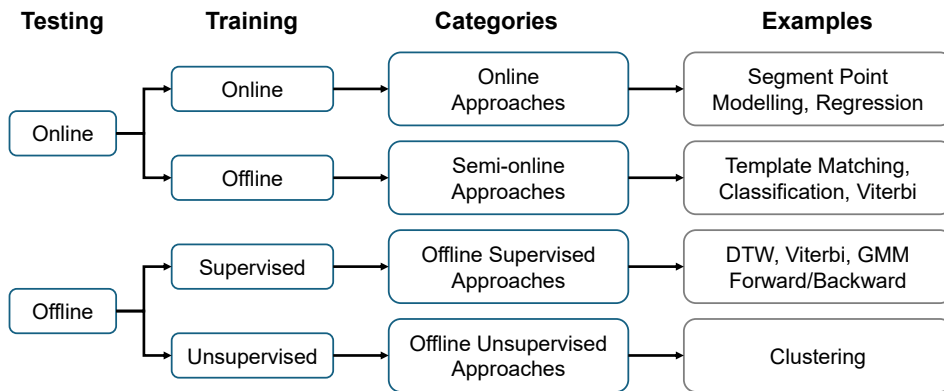 Testing
Training
Categories
Examples
Online
Online
Online
Approaches
Segment Point
Modelling, Regression
Offline
Semi-online
Approaches
Template Matching,
Classification, Viterbi
Offline
Supervised
Offline Supervised
Approaches
DTW, Viterbi, GMM
Forward/Backward
Unsupervised
Offline Unsupervised
Approaches
Clustering